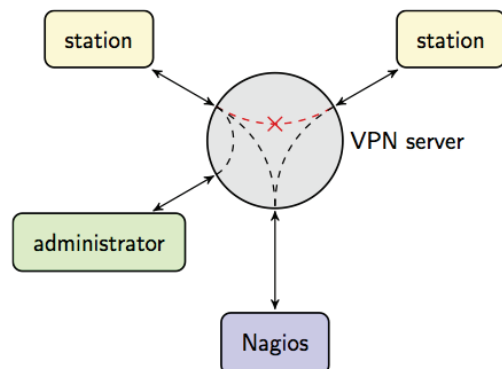 station
station
VPN server
administrator
Nagios